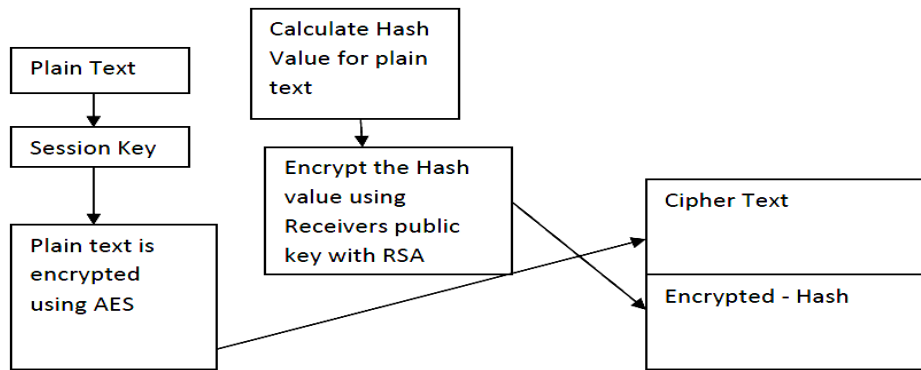 Plain Text
Session Key
Plain text is
encrypted
using AES
Calculate Hash
Value for plain
text
Encrypt the Hash
value using
Receivers public
key with RSA
Cipher Text
Encrypted - Hash